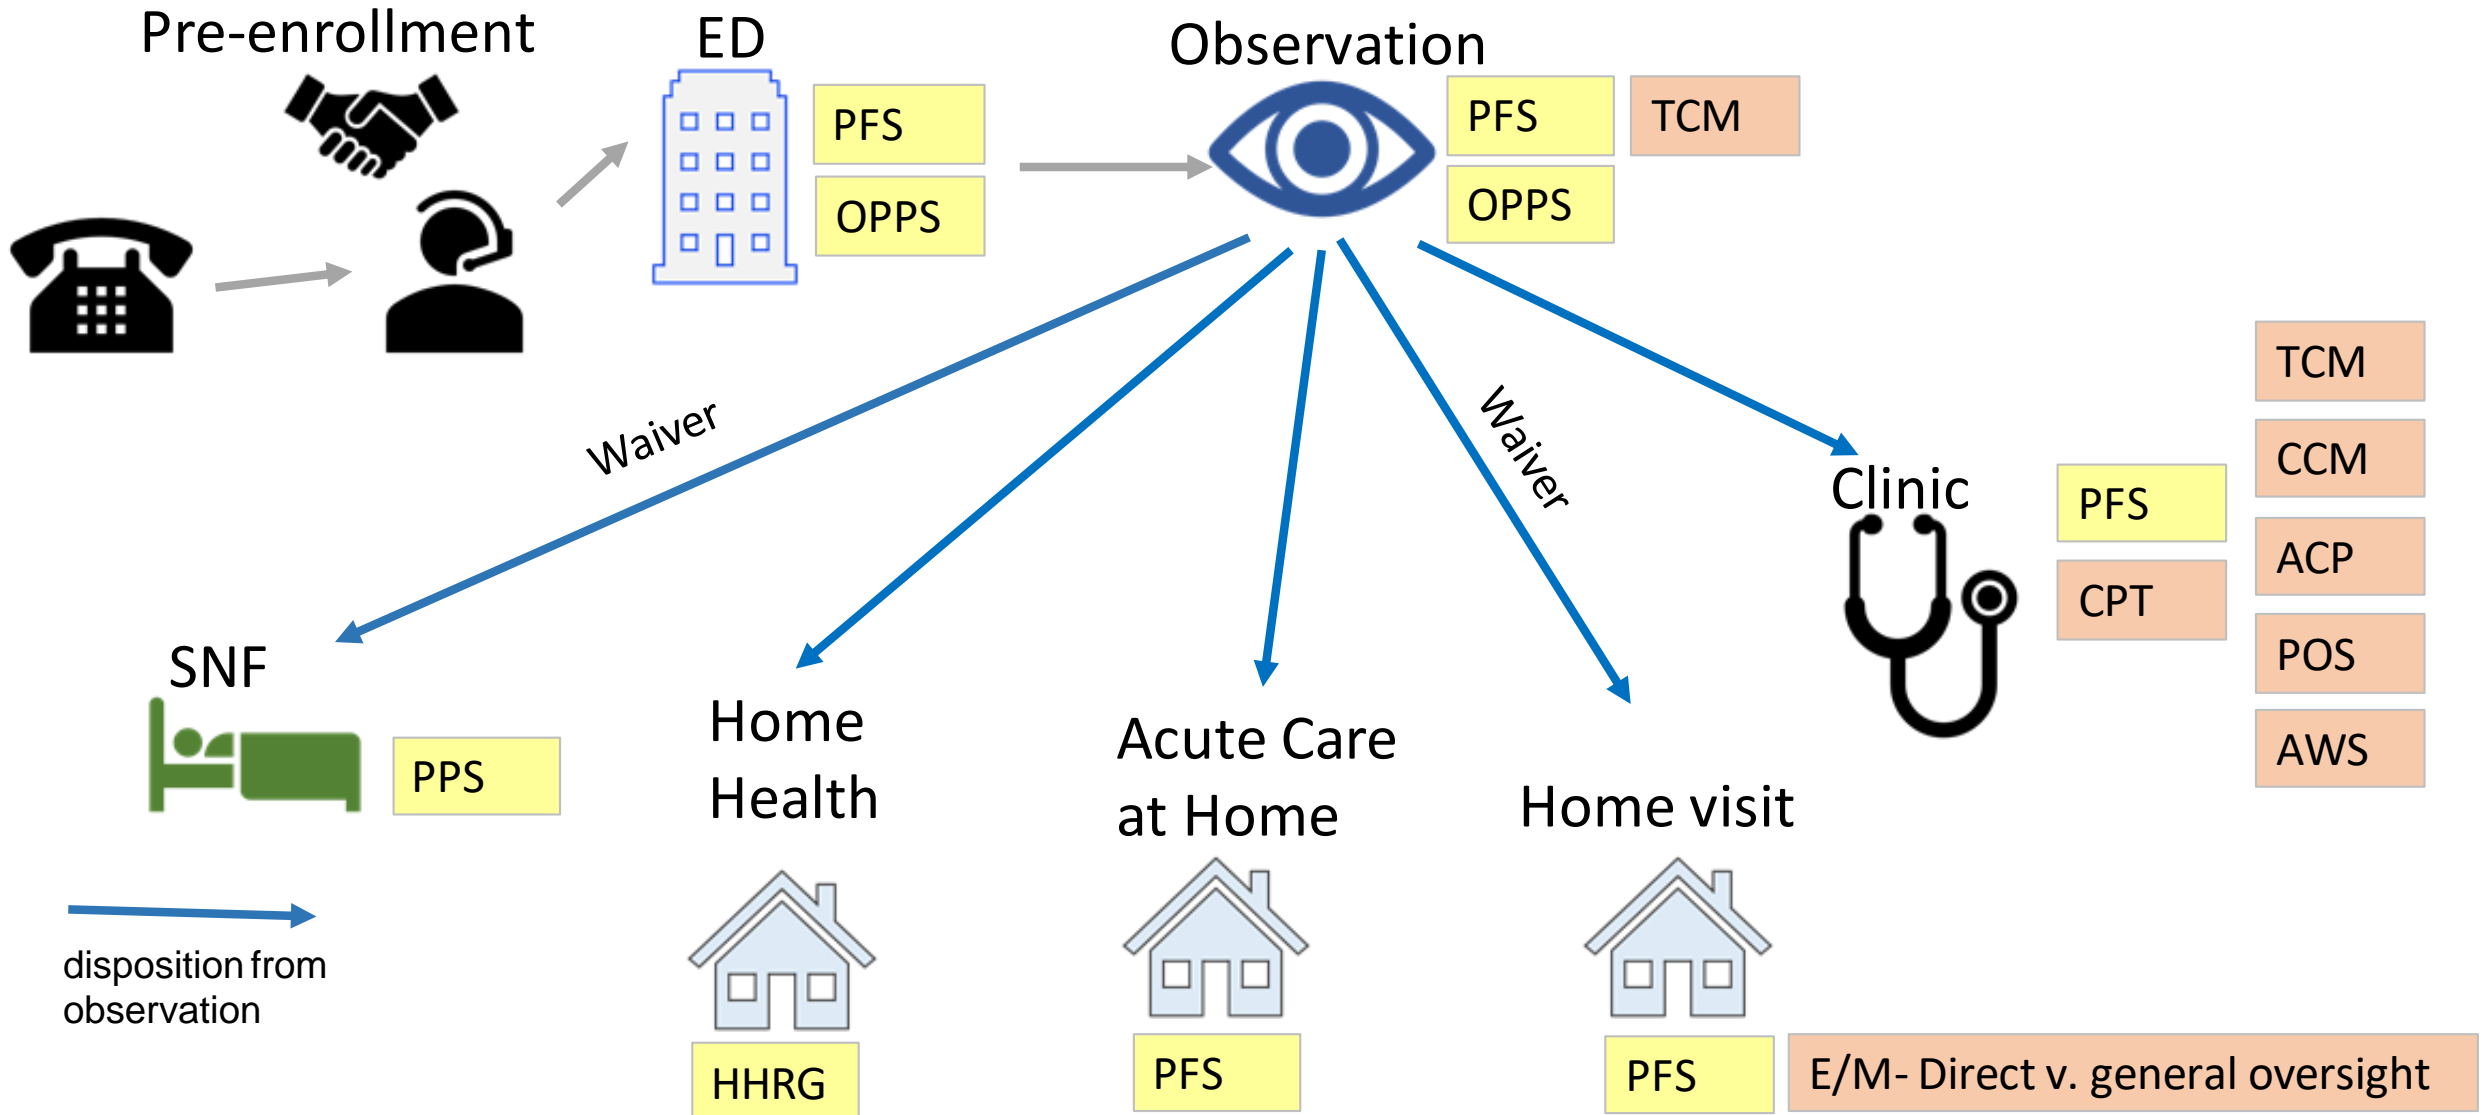 Pre-enrollment
ED
PFS
OPPS
Observation
PFS
TCM
OPPS
Waiver
Waiver
SNF
PPS
Home
Health
HHRG
Acute Care
at Home
PFS
Home visit
PFS
E/M- Direct v. general oversight
Clinic
PFS
CPT
TCM
CCM
ACP
POS
AWS
disposition from
observation